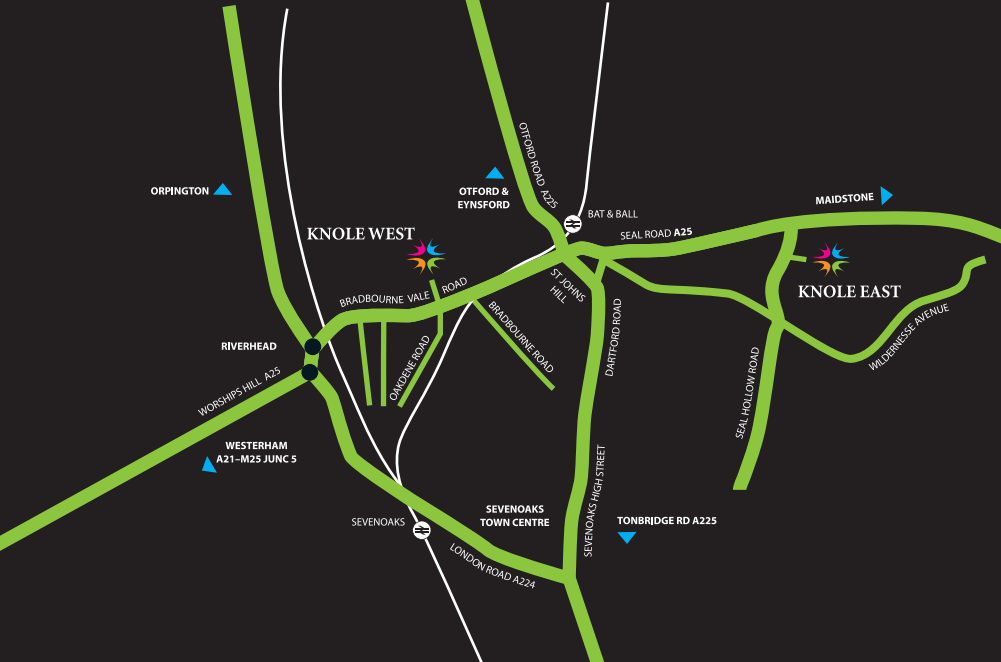 OTFORD ROAD A225
ORPINGTON
OTFORD &
EYNSFORD
MAIDSTONE
BAT & BALL
SEAL ROAD A25
KNOLE WEST
KNOLE EAST
BRADBOURNE VALE ROAD
ST JOHNS
HILL
BRADBOURNE ROAD
DARTFORD ROAD
WILDERNESSE AVENUE
RIVERHEAD
OAKDENE ROAD
WORSHIPS HILL A25
SEAL HOLLOW ROAD
WESTERHAM
A21–M25 JUNC 5
SEVENOAKS HIGH STREET
SEVENOAKS
TOWN CENTRE
SEVENOAKS
TONBRIDGE RD A225
LONDON ROAD A224